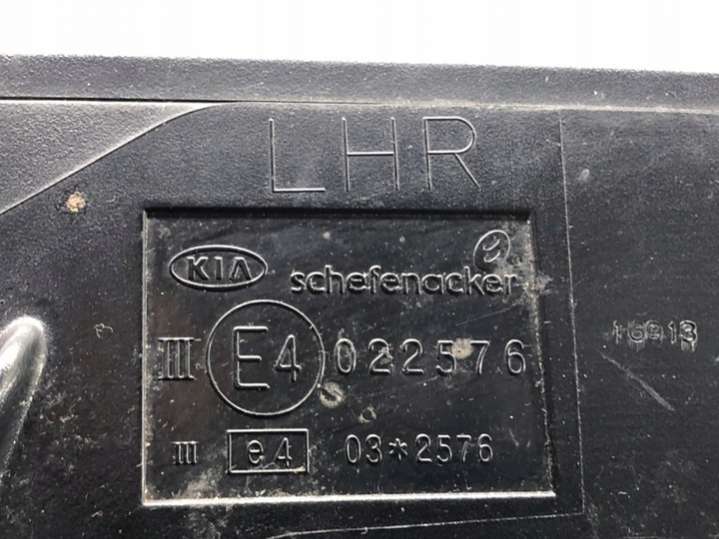 LHR
KIA schefenacker
III E4 022576
III e4 03*2576